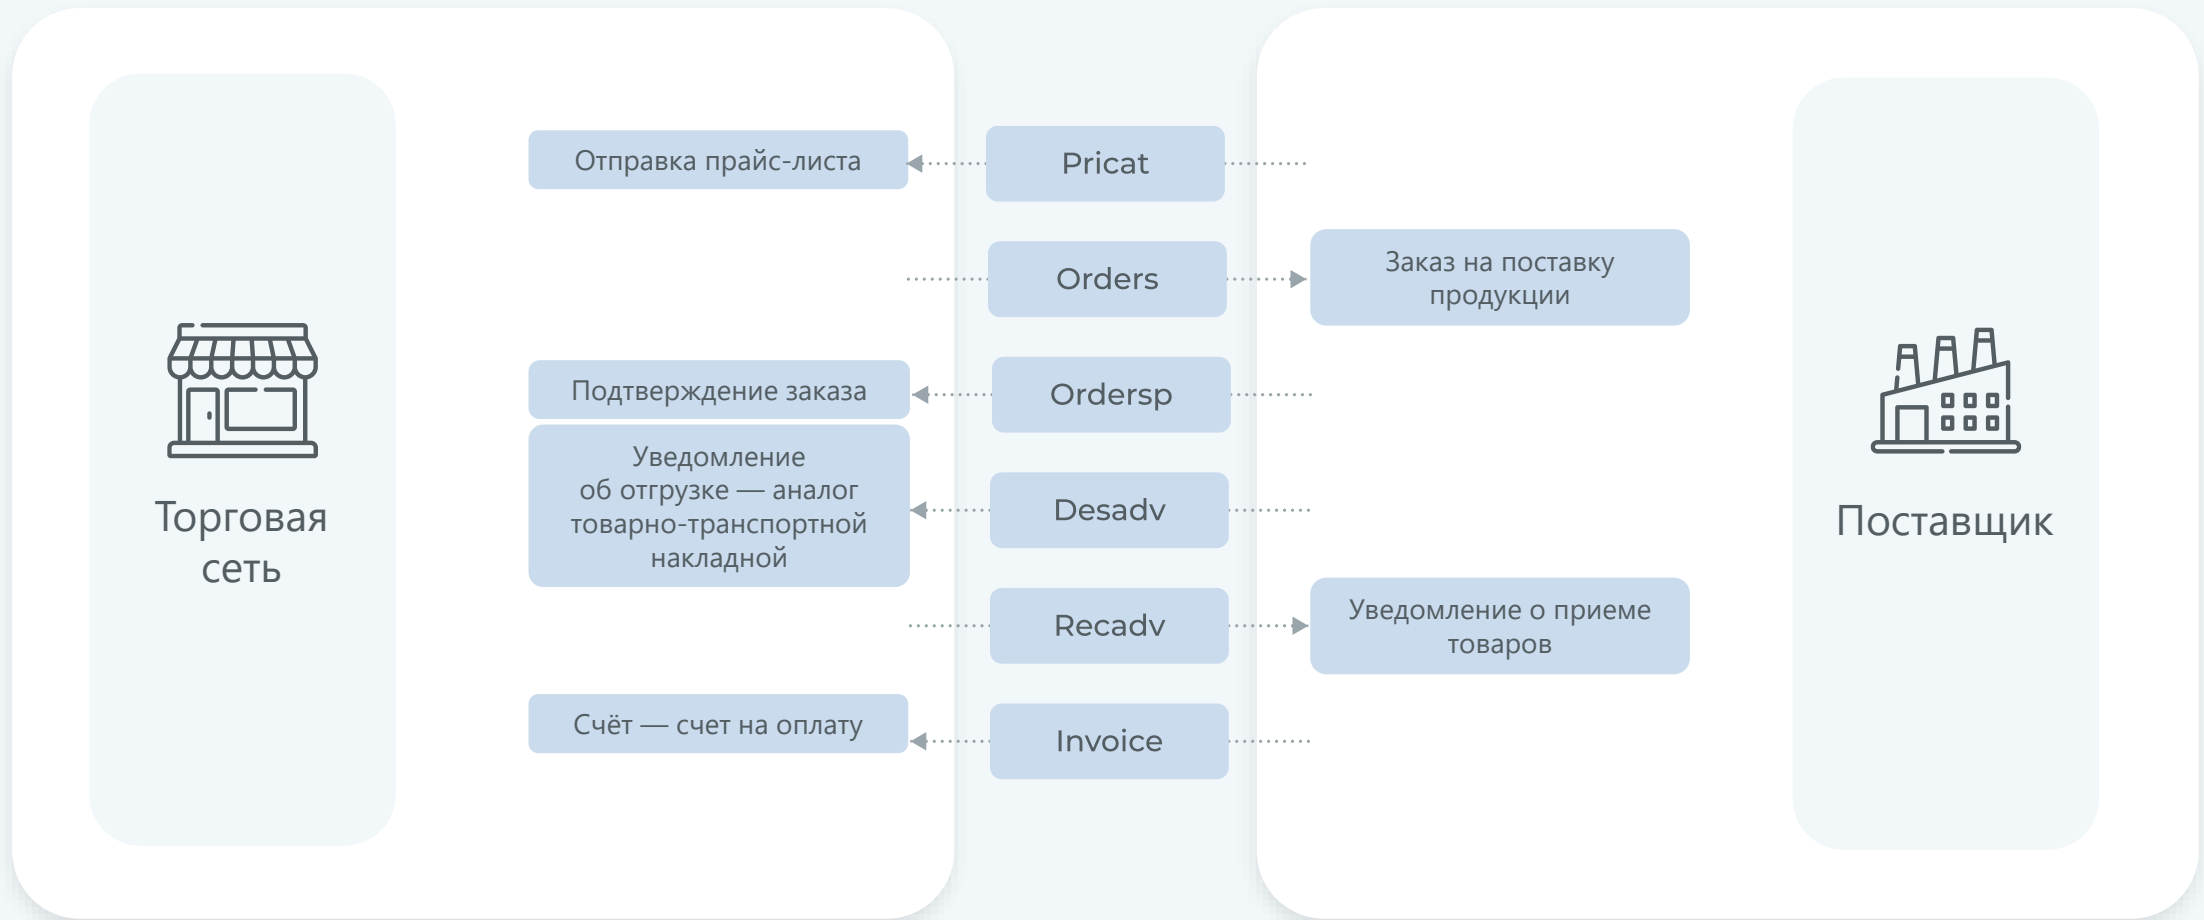 Отправка прайс-листа
Pricat
Orders
Заказ на поставку
продукции
Подтверждение заказа
Ordersp
Уведомление
об отгрузке — аналог
товарно-транспортной
накладной
Desadv
Торговая
сеть
Поставщик
Recadv
Уведомление о приеме
товаров
Счёт — счет на оплату
Invoice